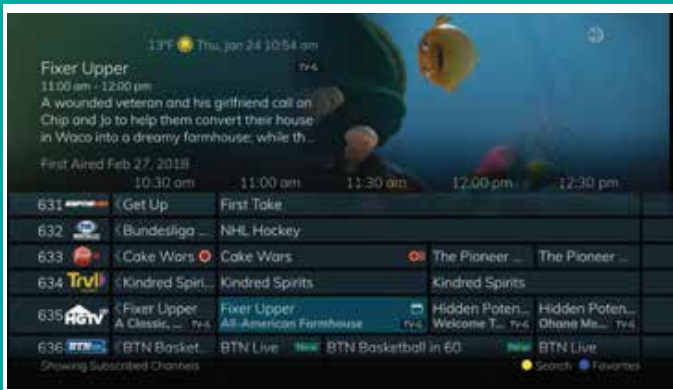 13°F Thu, Jan 24 10:54 am
Fixer Upper TV-G
11:00 am - 12:00 pm
A wounded veteran and his girlfriend call on
Chip and Jo to help them convert their house
in Waco into a dreamy farmhouse; while th...
First Aired Feb 27, 2018
10:30 am 11:00 am 11:30 am 12:00 pm 12:30 pm
631 Get Up First Take
632 Bundesliga ... NHL Hockey
633 Cake Wars Cake Wars The Pioneer ... The Pioneer ...
634 Trvl Kindred Spiri... Kindred Spirits Kindred Spirits
635 HGTV Fixer Upper Fixer Upper Hidden Poten... Hidden Poten...
A Classic, ... TV-G All-American Farmhouse TV-G Welcome T... TV-G Ohana Me... TV-G
636 BTN BTN Basket... BTN Live New BTN Basketball in 60 New BTN Live
Showing Subscribed Channels Search Favorites